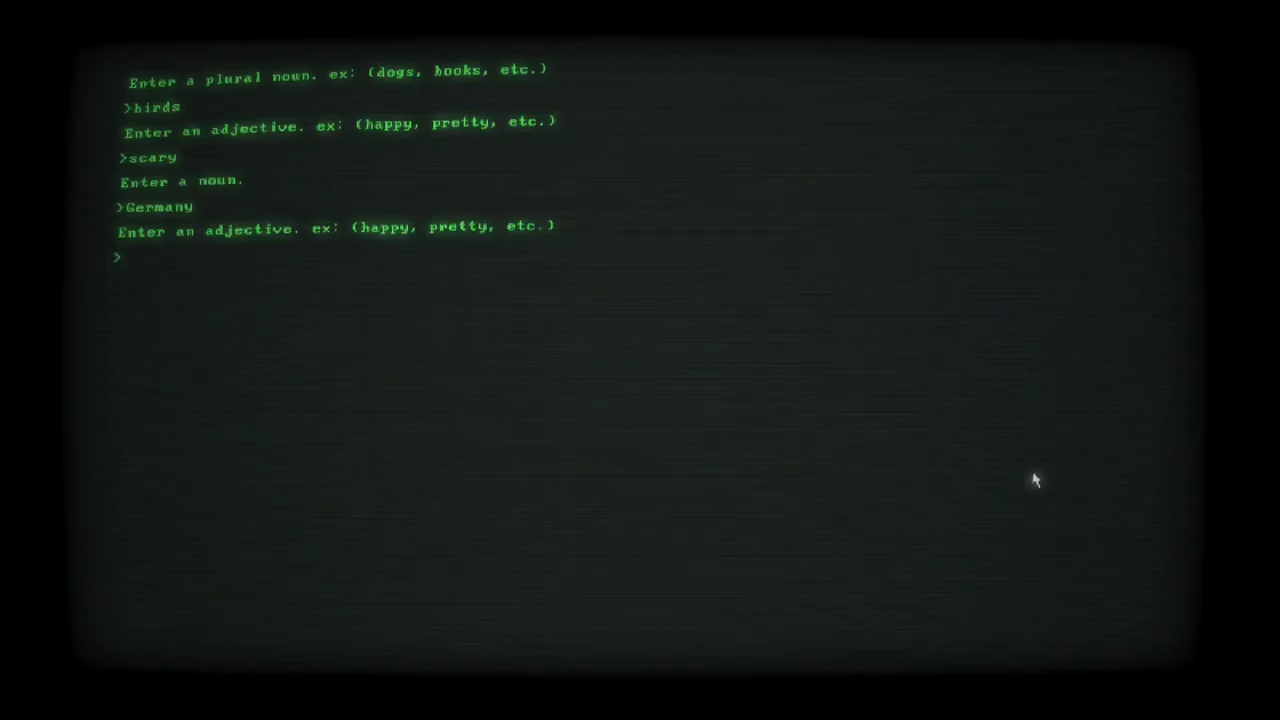 Enter a plural noun. ex: (dogs, books, etc.)
>birds
Enter an adjective. ex: (happy, pretty, etc.)
>scary
Enter a noun.
>Germany
Enter an adjective. ex: (happy, pretty, etc.)
>